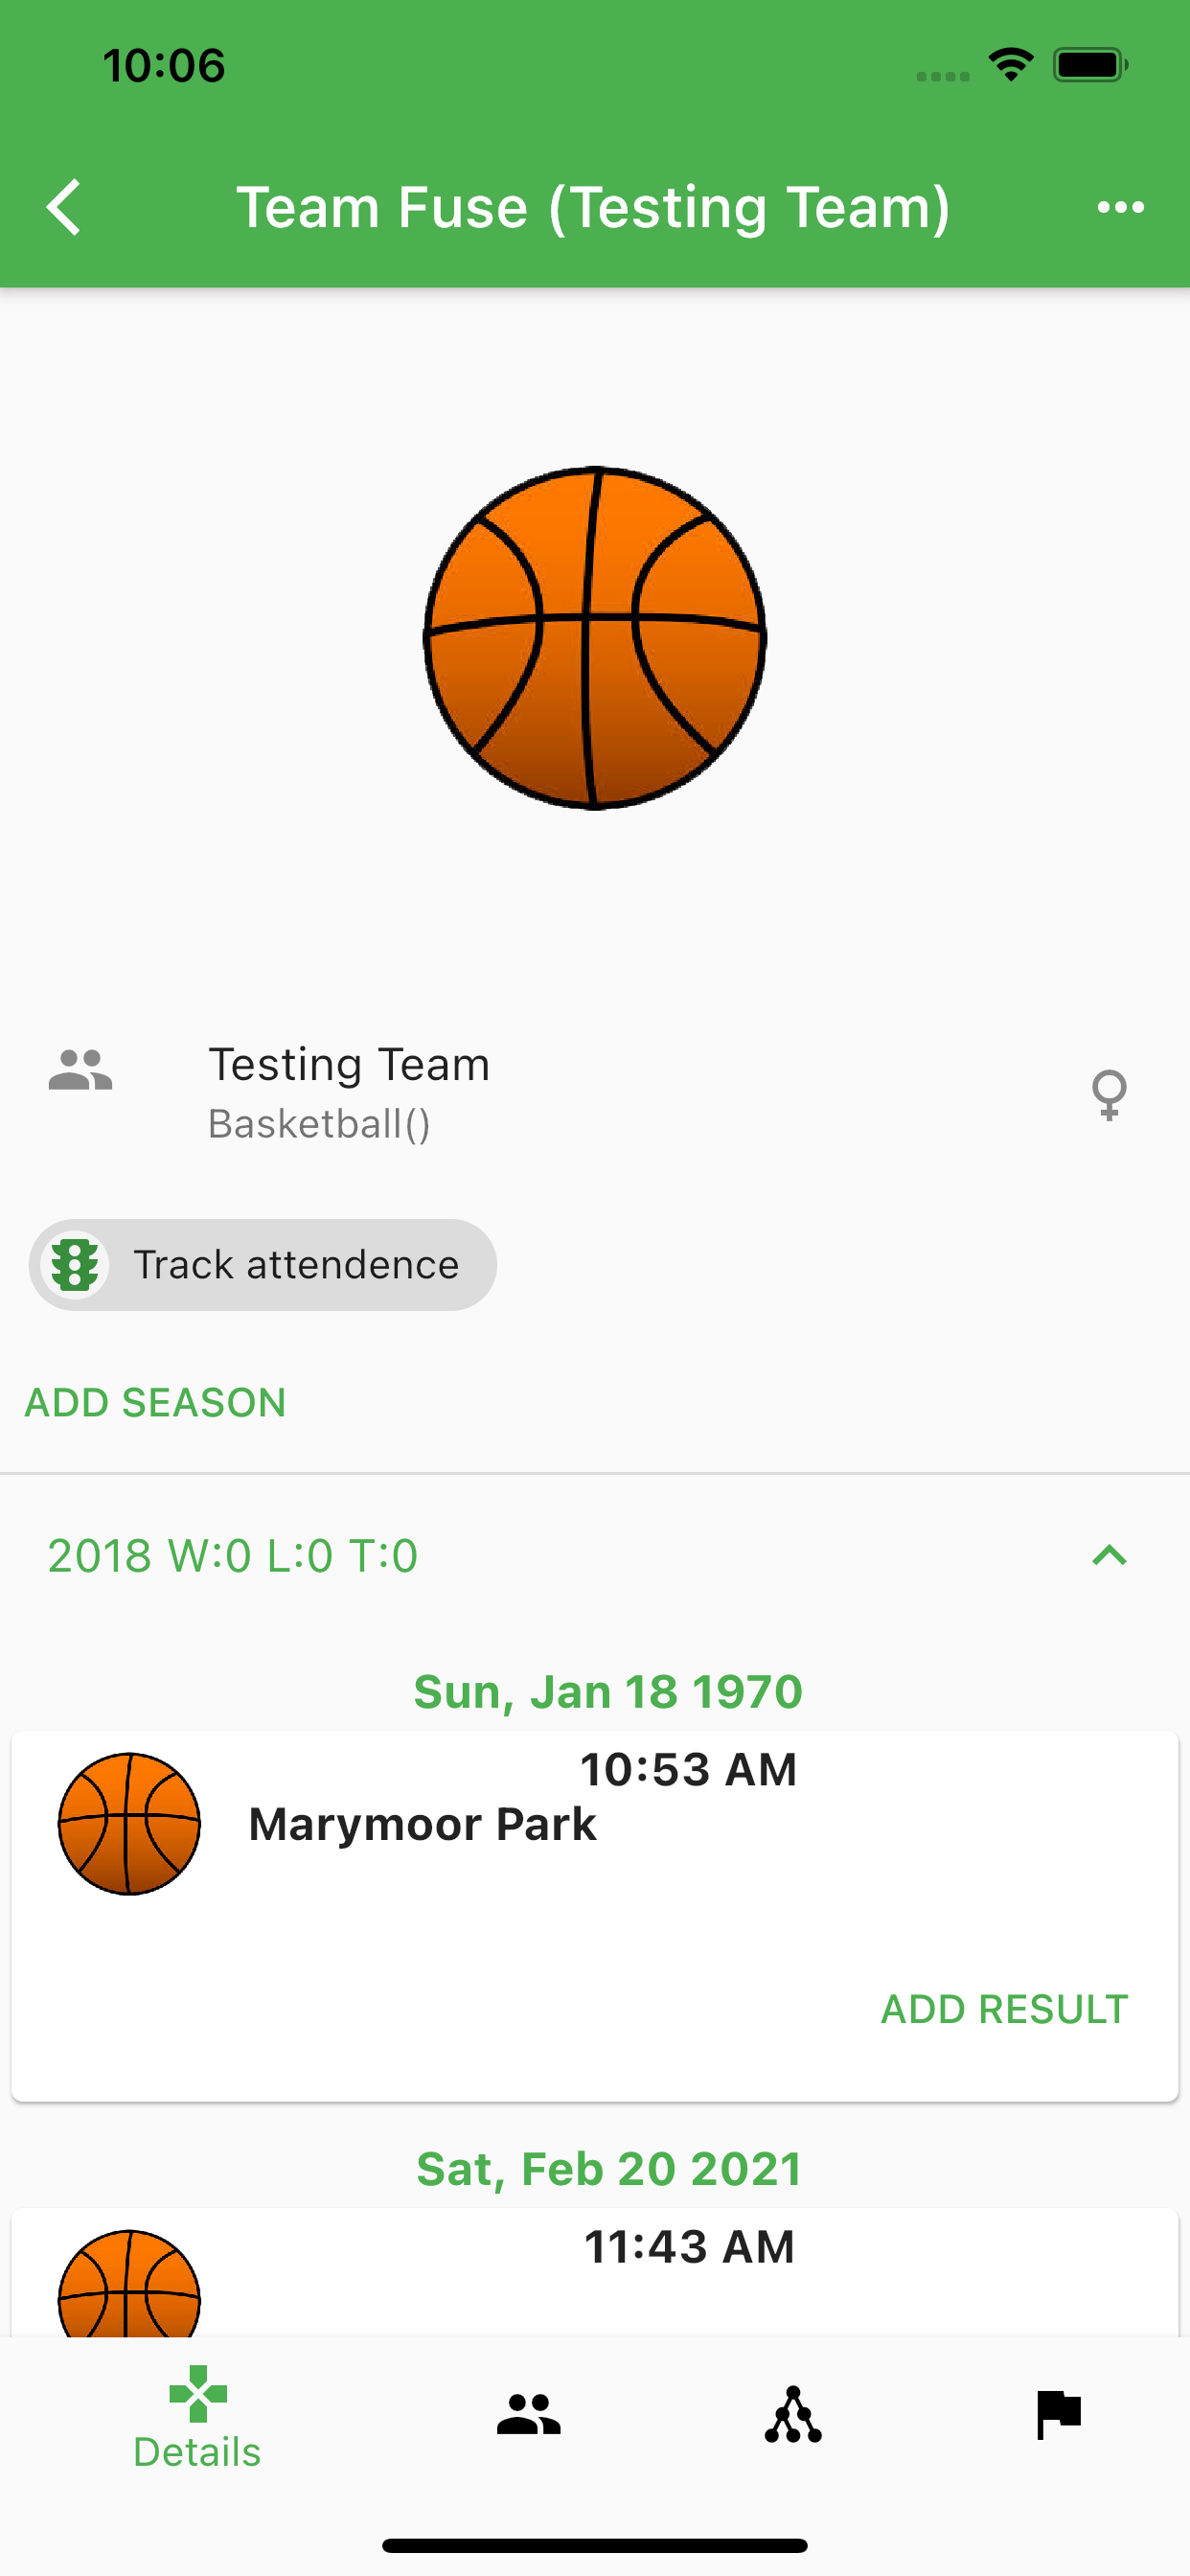 10:06
Team Fuse (Testing Team)
Testing Team
Basketball()
Track attendence
ADD SEASON
2018 W:0 L:0 T:0
Sun, Jan 18 1970
10:53 AM
Marymoor Park
ADD RESULT
Sat, Feb 20 2021
11:43 AM
Details